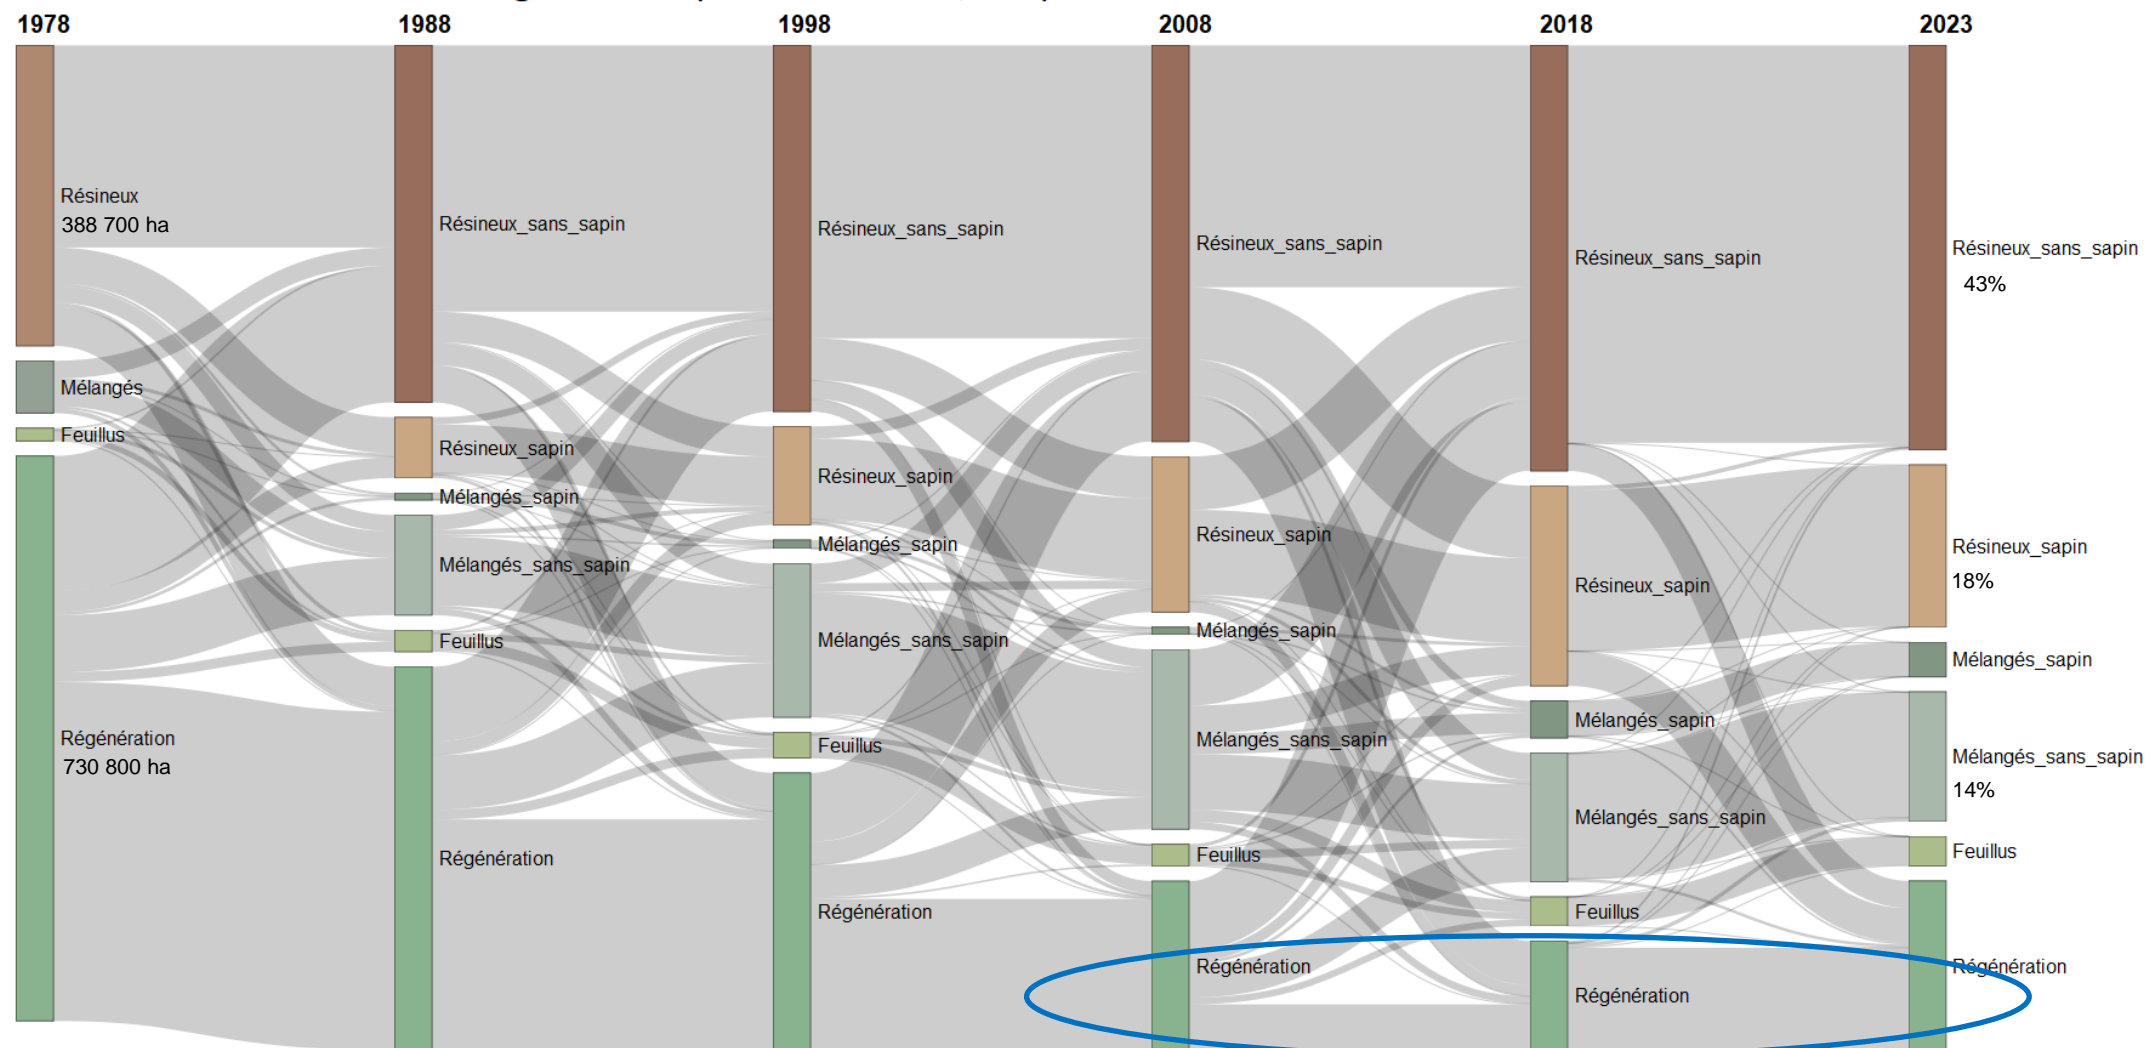 1978
1988
1998
2008
2018
2023
Résineux
388 700 ha
Mélangés
Feuillus
Régénération
730 800 ha
Résineux_sans_sapin
Résineux_sapin
Mélangés_sapin
Mélangés_sans_sapin
Feuillus
Régénération
Résineux_sans_sapin
Résineux_sapin
Mélangés_sapin
Mélangés_sans_sapin
Feuillus
Régénération
Résineux_sans_sapin
Résineux_sapin
Mélangés_sapin
Mélangés_sans_sapin
Feuillus
Régénération
Résineux_sans_sapin
Résineux_sapin
Mélangés_sapin
Mélangés_sans_sapin
Feuillus
Régénération
Résineux_sans_sapin
43%
Résineux_sapin
18%
Mélangés_sapin
Mélangés_sans_sapin
14%
Feuillus
Régénération